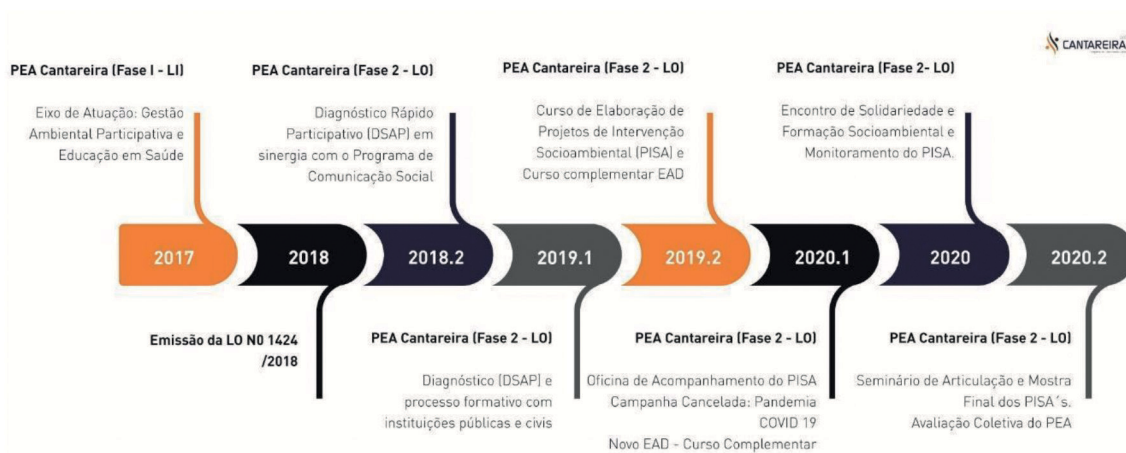 CANTAREIRA
PEA Cantareira (Fase I - LI)
Eixo de Atuação: Gestão
Ambiental Participativa e
Educação em Saúde
PEA Cantareira (Fase 2 - LO)
Diagnóstico Rápido
Participativo (DSAP) em
sinergia com o Programa de
Comunicação Social
PEA Cantareira (Fase 2 - LO)
Curso de Elaboração de
Projetos de Intervenção
Socioambiental (PISA) e
Curso complementar EAD
PEA Cantareira (Fase 2- LO)
Encontro de Solidariedade e
Formação Socioambiental e
Monitoramento do PISA.
2017
2018
2018.2
2019.1
2019.2
2020.1
2020
2020.2
Emissão da LO N0 1424
/2018
PEA Cantareira (Fase 2 - LO)
Diagnóstico (DSAP) e
processo formativo com
instituições públicas e civis
PEA Cantareira (Fase 2 - LO)
Oficina de Acompanhamento do PISA
Campanha Cancelada: Pandemia
COVID 19
Novo EAD - Curso Complementar
PEA Cantareira (Fase 2 - LO)
Seminário de Articulação e Mostra
Final dos PISA´s.
Avaliação Coletiva do PEA